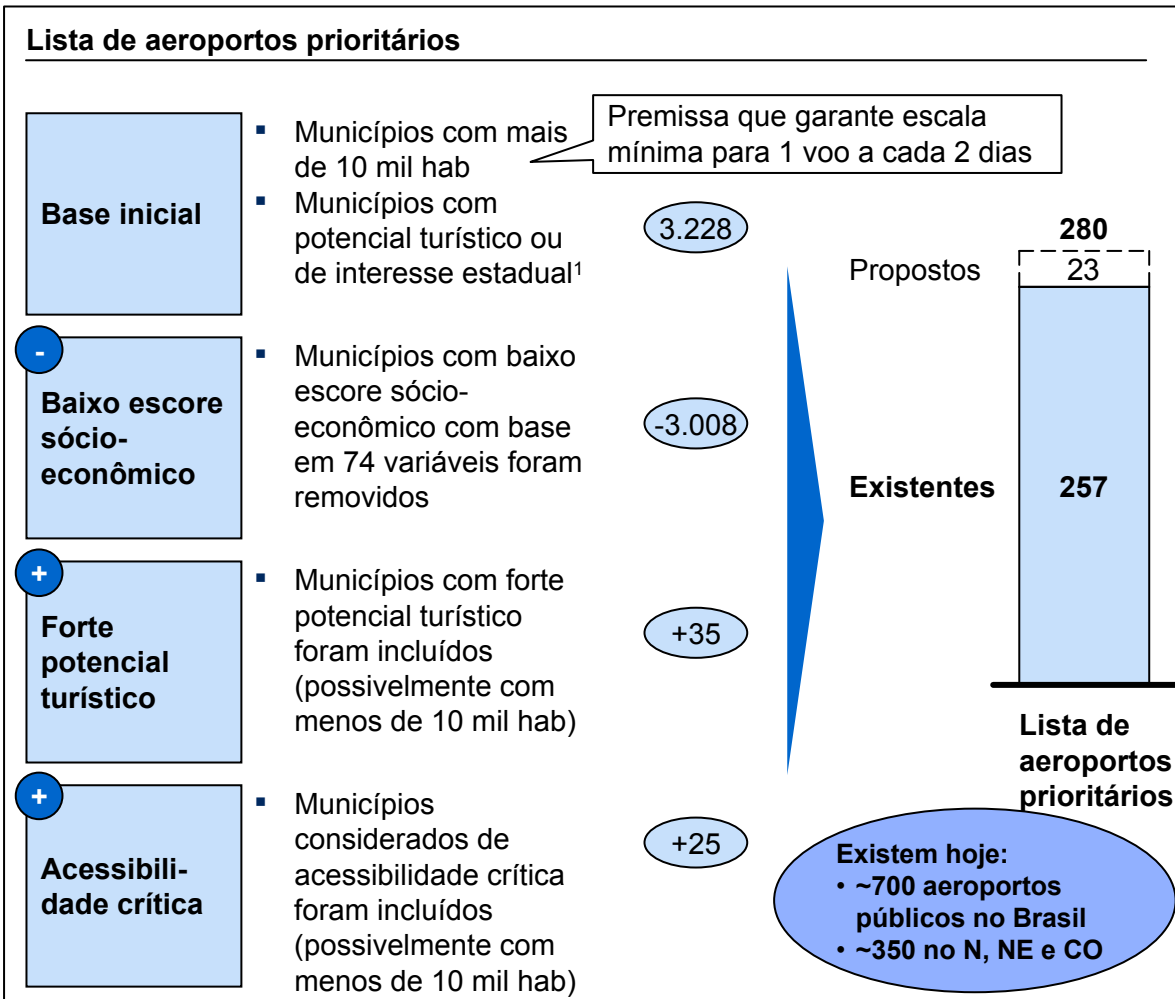 Lista de aeroportos prioritários
Base inicial
▪ Municípios com mais
de 10 mil hab
▪ Municípios com
potencial turístico ou
de interesse estadual¹
Premissa que garante escala
mínima para 1 voo a cada 2 dias
3.228
-
Baixo escore
sócio-
econômico
▪ Municípios com baixo
escore sócio-
econômico com base
em 74 variáveis foram
removidos
-3.008
+
Forte
potencial
turístico
▪ Municípios com forte
potencial turístico
foram incluídos
(possivelmente com
menos de 10 mil hab)
+35
+
Acessibili-
dade crítica
▪ Municípios
considerados de
acessibilidade crítica
foram incluídos
(possivelmente com
menos de 10 mil hab)
+25
280
Propostos
23
Existentes
257
Lista de
aeroportos
prioritários
Existem hoje:
• ~700 aeroportos
públicos no Brasil
• ~350 no N, NE e CO